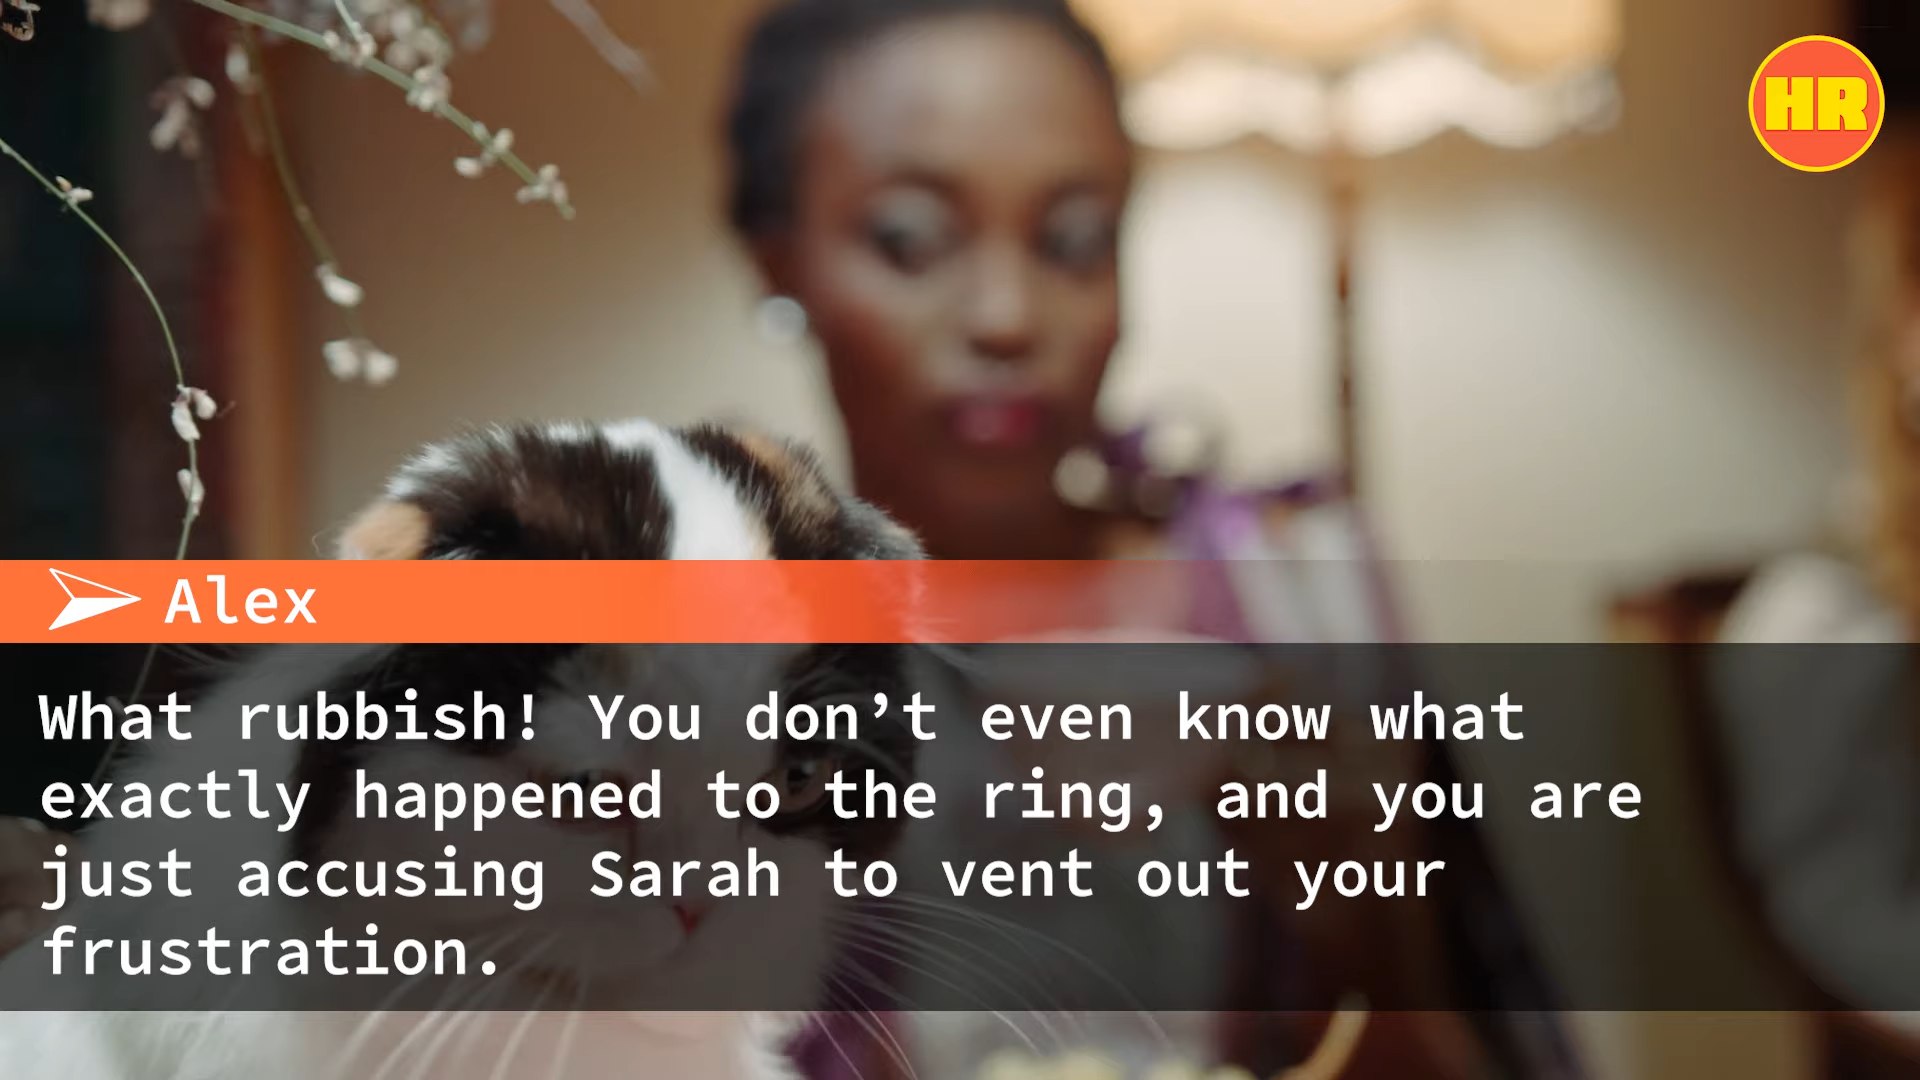 HR
Alex
What rubbish! You don’t even know what
exactly happened to the ring, and you are
just accusing Sarah to vent out your
frustration.